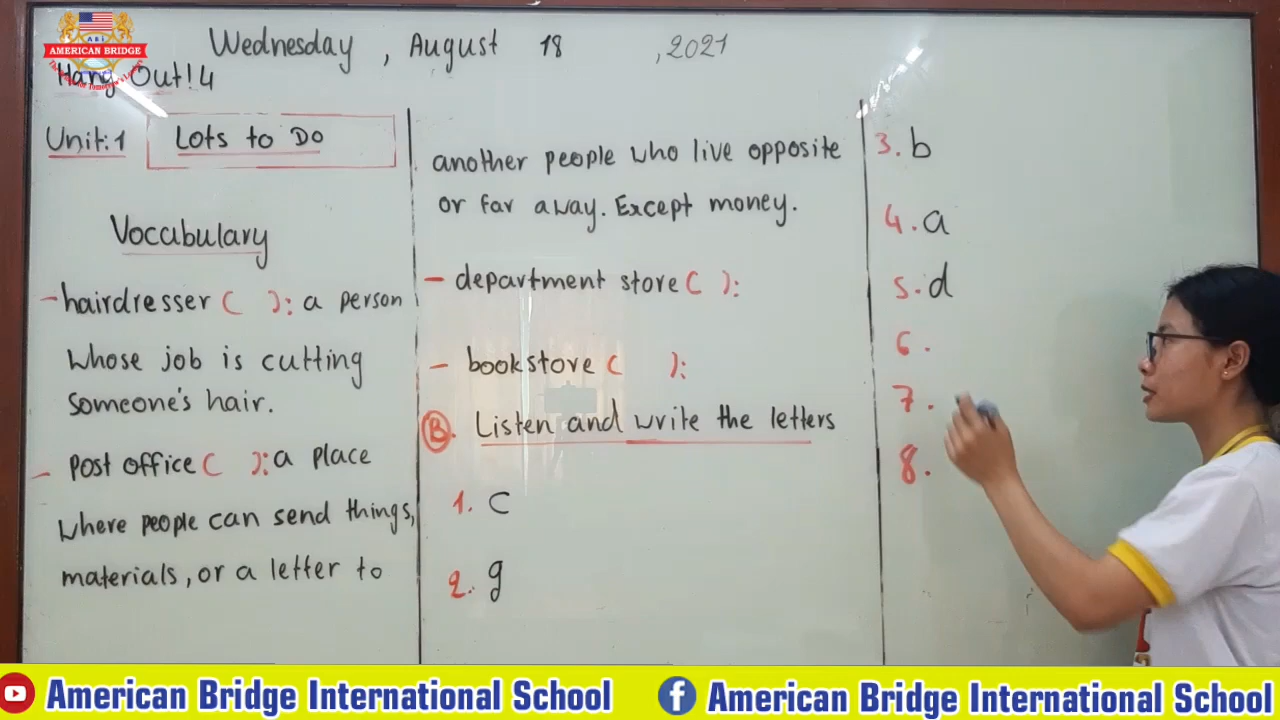 ABi
AMERICAN BRIDGE
Wednesday, August 18, 2021
Hang Out! 4
Unit:1 Lots to Do
Vocabulary
- hairdresser ( ): a person
whose job is cutting
someone's hair.
- Post office ( ): a place
where people can send things,
materials, or a letter to
another people who live opposite
or far away. Except money.
- department store ( ):
- bookstore ( ):
B. Listen and write the letters
1. c
2. g
3. b
4. a
5. d
6.
7.
8.
American Bridge International School
f American Bridge International School